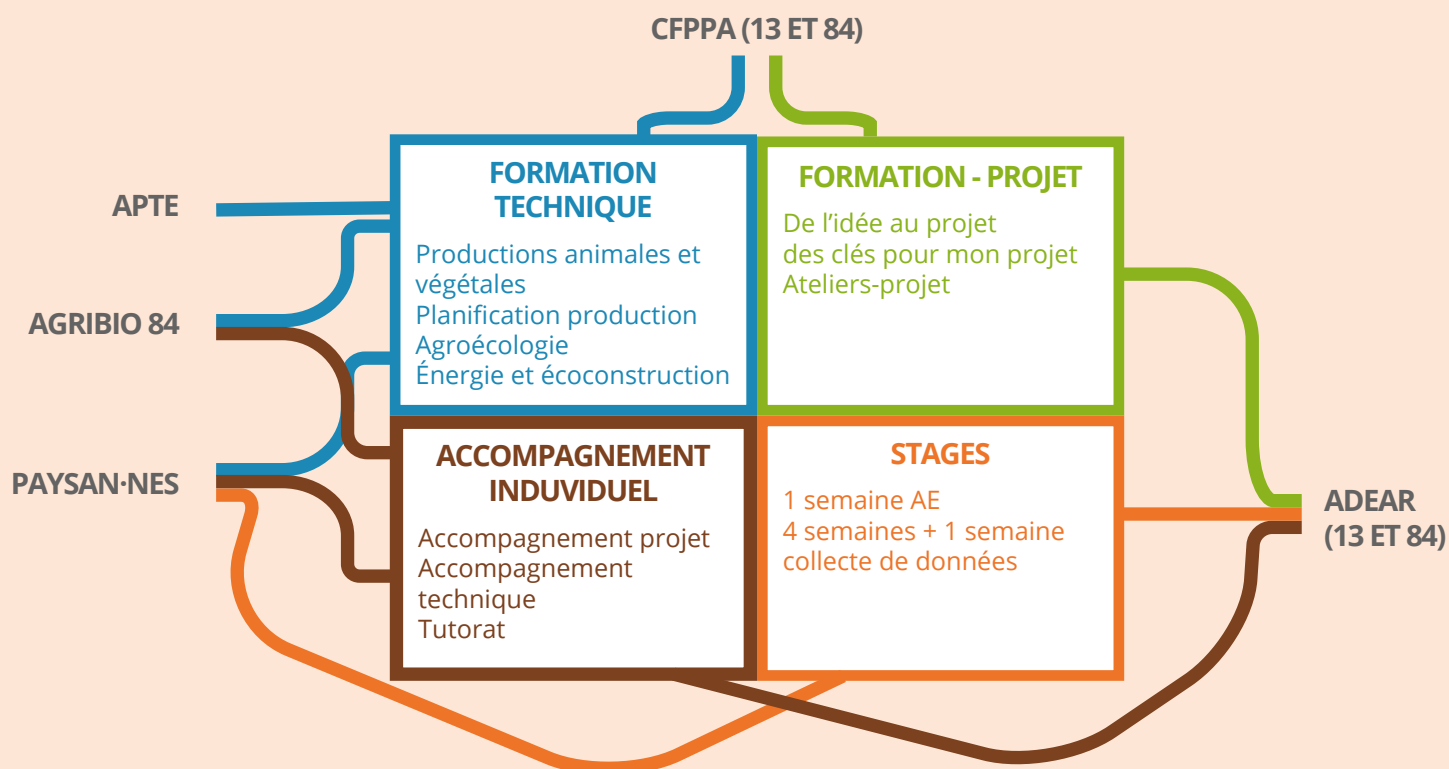 CFPPA (13 ET 84)
APTE
AGRIBIO 84
PAYSAN·NES
FORMATION
TECHNIQUE
Productions animales et
végétales
Planification production
Agroécologie
Énergie et écoconstruction
FORMATION - PROJET
De l’idée au projet
des clés pour mon projet
Ateliers-projet
ACCOMPAGNEMENT
INDUVIDUEL
Accompagnement projet
Accompagnement
technique
Tutorat
STAGES
1 semaine AE
4 semaines + 1 semaine
collecte de données
ADEAR
(13 ET 84)